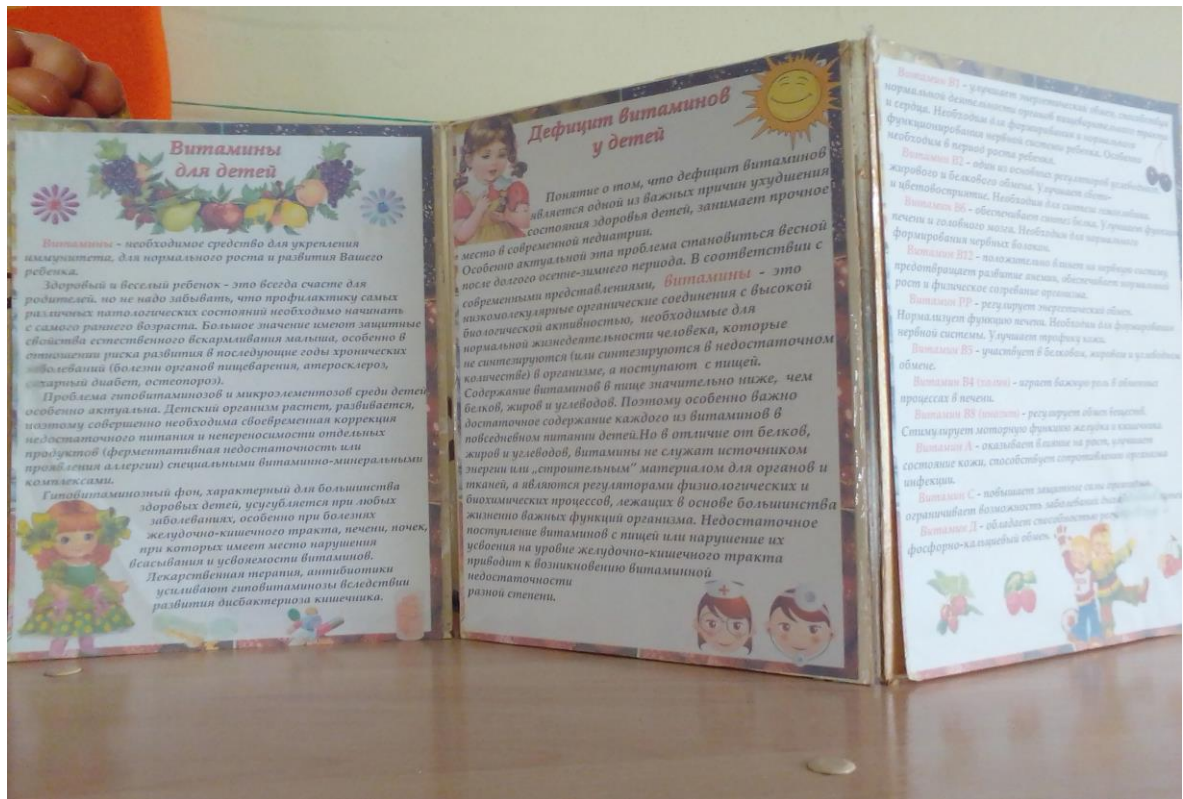 Витамины
для детей
Витамины - необходимое средство для укрепления
иммунитета, для нормального роста и развития Вашего
ребенка.
Здоровый и веселый ребенок - это всегда счастье для
родителей, но не надо забывать, что профилактику самых
различных патологических состояний необходимо начинать
с самого раннего возраста. Большое значение имеют защитные
свойства естественного вскармливания малыша, особенно в
отношении риска развития в последующие годы хронических
заболеваний (болезни органов пищеварения, атеросклероз,
сахарный диабет, остеопороз).
Проблема гиповитаминозов и микроэлементозов среди детей
особенно актуальна. Детский организм растет, развивается,
поэтому совершенно необходима своевременная коррекция
недостаточного питания и непереносимости отдельных
продуктов (ферментативная недостаточность или
проявления аллергии) специальными витаминно-минеральными
комплексами.
Гиповитаминозный фон, характерный для большинства
здоровых детей, усугубляется при любых
заболеваниях, особенно при болезнях
желудочно-кишечного тракта, печени, почек,
при которых имеет место нарушения
всасывания и усвояемости витаминов.
Лекарственная терапия, антибиотики
усиливают гиповитаминозы вследствии
развития дисбактериоза кишечника.
Дефицит витаминов
у детей
Понятие о том, что дефицит витаминов
является одной из важных причин ухудшения
состояния здоровья детей, занимает прочное
место в современной педиатрии.
Особенно актуальной эта проблема становиться весной
после долгого осенне-зимнего периода. В соответствии с
современными представлениями, витамины - это
низкомолекулярные органические соединения с высокой
биологической активностью, необходимые для
нормальной жизнедеятельности человека, которые
не синтезируются (или синтезируются в недостаточном
количестве) в организме, а поступают с пищей.
Содержание витаминов в пище значительно ниже, чем
белков, жиров и углеводов. Поэтому особенно важно
достаточное содержание каждого из витаминов в
повседневном питании детей.Но в отличие от белков,
жиров и углеводов, витамины не служат источником
энергии или „строительным” материалом для органов и
тканей, а являются регуляторами физиологических и
биохимических процессов, лежащих в основе большинства
жизненно важных функций организма. Недостаточное
поступление витаминов с пищей или нарушение их
усвоения на уровне желудочно-кишечного тракта
приводит к возникновению витаминной
недостаточности
разной степени.
Витамин В1 - улучшает энергетический обмен, способствует
нормальной деятельности органов пищеварительного тракта
и сердца. Необходим для формирования и нормального
функционирования нервной системы ребенка. Особенно
необходим в период роста ребенка.
Витамин В2 - один из основных регуляторов углеводного,
жирового и белкового обмена. Улучшает
и цветовосприятие. Необходим для синтеза гемоглобина.
Витамин В6 - обеспечивает синтез белка. Улучшает функции
печени и головного мозга. Необходим для нормального
формирования нервных волокон.
Витамин В12 - положительно влияет на нервную систему,
предотвращает развитие анемии, обеспечивает нормальный
рост и физическое созревание организма.
Витамин РР - регулирует энергетический обмен.
Нормализует функцию печени. Необходим для формирования
нервной системы. Улучшает трофику кожи.
Витамин В5 - участвует в белковом, жировом и углеводном
обмене.
Витамин В4 (холин) - играет важную роль в обменных
процессах в печени.
Витамин В8 - регулирует обмен веществ.
Стимулирует моторную функцию желудка и кишечника.
Витамин А - оказывает влияние на рост, улучшает
состояние кожи, способствует сопротивлению организма
инфекции.
Витамин С - повышает защитные силы организма,
ограничивает возможность заболеваний
Витамин Д - обладает способностью
фосфорно-кальциевый обмен